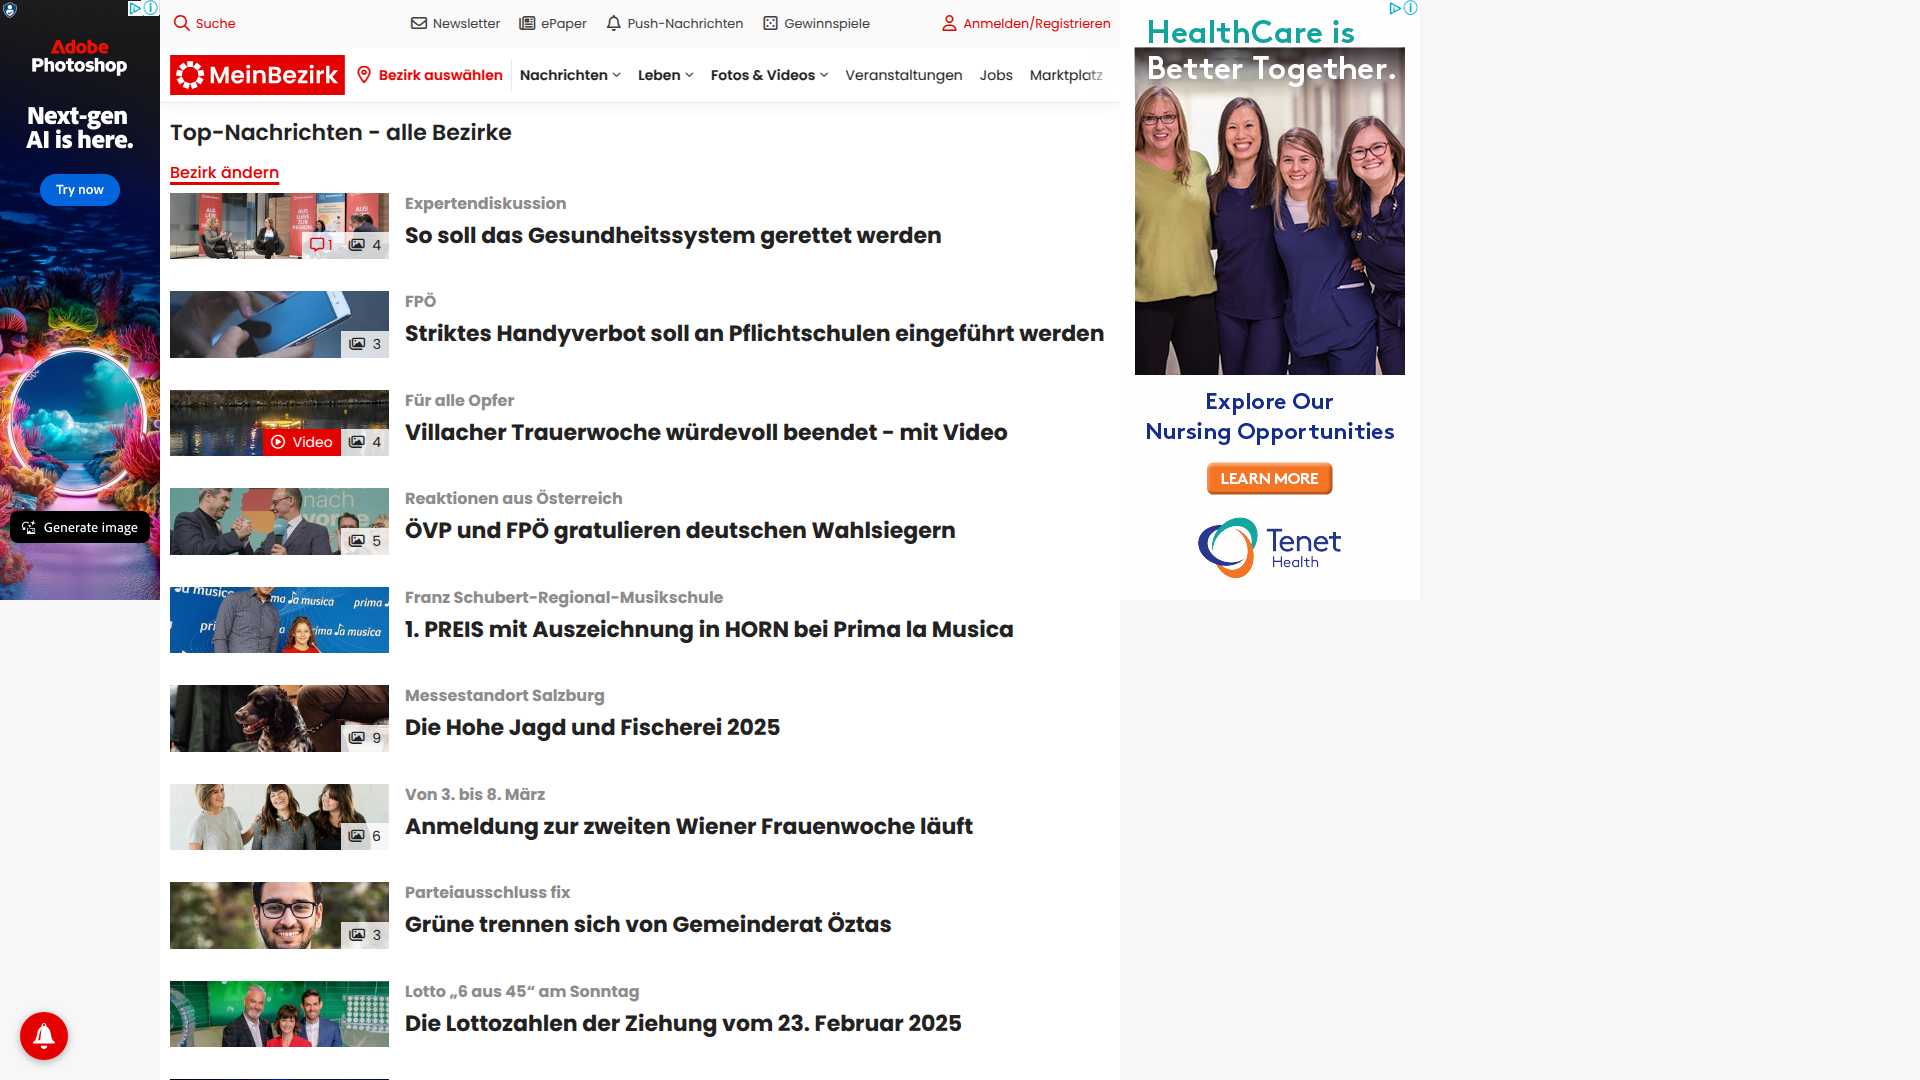 Adobe
Photoshop
Next-gen
AI is here.
Try now
Generate image
Suche
Newsletter
ePaper
Push-Nachrichten
Gewinnspiele
Anmelden/Registrieren
MeinBezirk
Bezirk auswählen
Nachrichten
Leben
Fotos & Videos
Veranstaltungen
Jobs
Marktplatz
Top-Nachrichten - alle Bezirke
Bezirk ändern
1
4
Expertendiskussion
So soll das Gesundheitssystem gerettet werden
3
FPÖ
Striktes Handyverbot soll an Pflichtschulen eingeführt werden
Video
4
Für alle Opfer
Villacher Trauerwoche würdevoll beendet - mit Video
nach
5
Reaktionen aus Österreich
ÖVP und FPÖ gratulieren deutschen Wahlsiegern
prima la musica
Franz Schubert-Regional-Musikschule
1. PREIS mit Auszeichnung in HORN bei Prima la Musica
9
Messestandort Salzburg
Die Hohe Jagd und Fischerei 2025
6
Von 3. bis 8. März
Anmeldung zur zweiten Wiener Frauenwoche läuft
3
Parteiausschluss fix
Grüne trennen sich von Gemeinderat Öztas
Lotto „6 aus 45“ am Sonntag
Die Lottozahlen der Ziehung vom 23. Februar 2025
HealthCare is
Better Together.
Explore Our
Nursing Opportunities
LEARN MORE
Tenet
Health